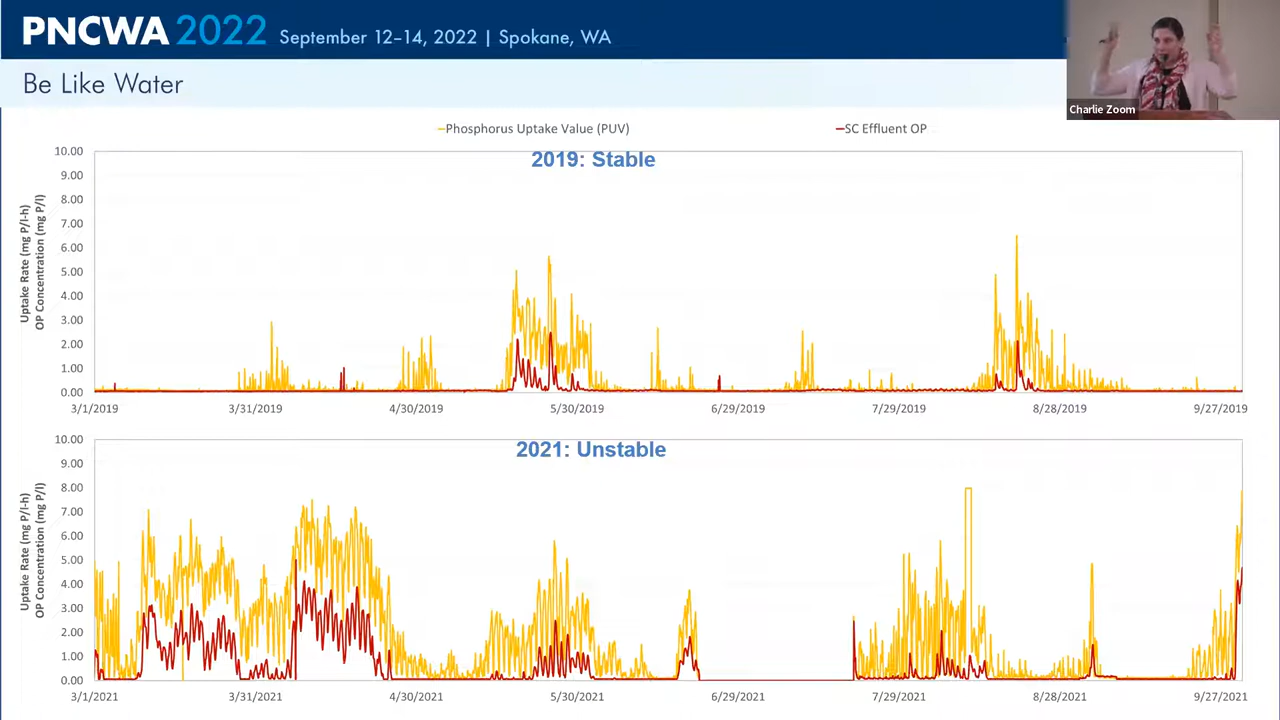 PNCWA 2022 September 12–14, 2022 | Spokane, WA
Be Like Water
Charlie Zoom
Phosphorus Uptake Value (PUV) SC Effluent OP
2019: Stable
Uptake Rate (mg P/l-h)
OP Concentration (mg P/l)
10.00
9.00
8.00
7.00
6.00
5.00
4.00
3.00
2.00
1.00
0.00
3/1/2019 3/31/2019 4/30/2019 5/30/2019 6/29/2019 7/29/2019 8/28/2019 9/27/2019
2021: Unstable
Uptake Rate (mg P/l-h)
OP Concentration (mg P/l)
10.00
9.00
8.00
7.00
6.00
5.00
4.00
3.00
2.00
1.00
0.00
3/1/2021 3/31/2021 4/30/2021 5/30/2021 6/29/2021 7/29/2021 8/28/2021 9/27/2021